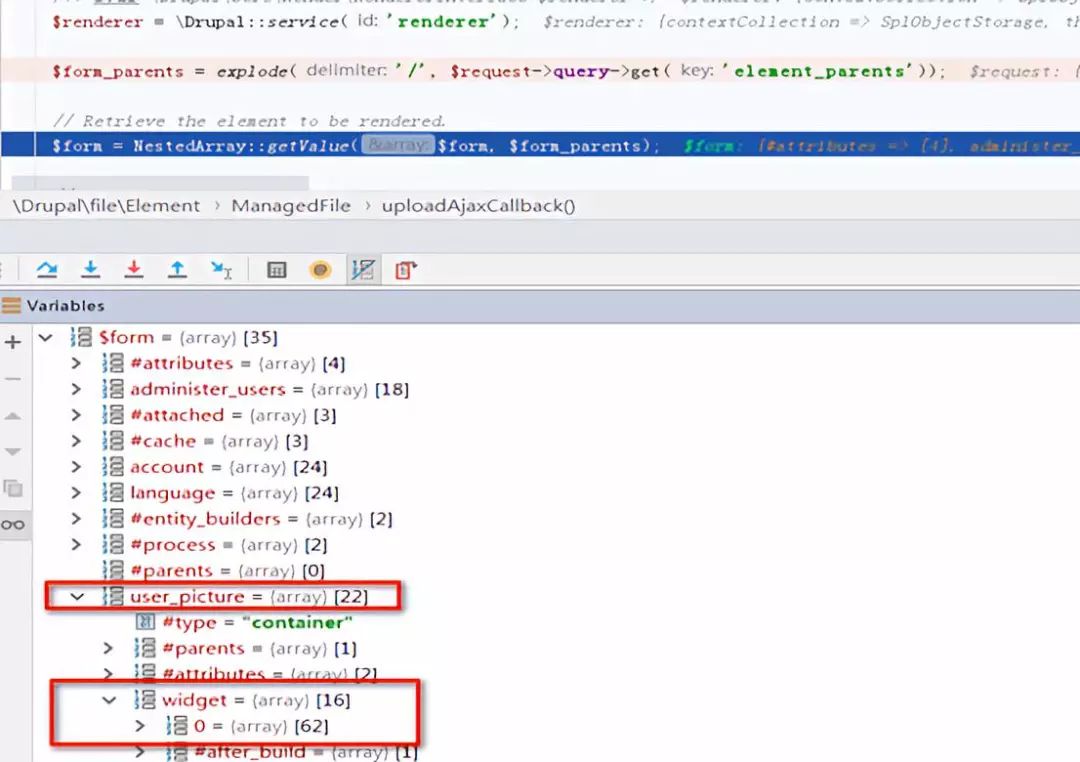 $renderer = \Drupal::service( id: 'renderer');  $renderer: {contextCollection => SplObjectStorage, th
$form_parents = explode( delimiter: '/', $request->query->get( key: 'element_parents'));  $request: {
// Retrieve the element to be rendered.
$form = NestedArray::getValue( &array: $form, $form_parents);  $form: {#attributes => [4], administer_
\Drupal\file\Element › ManagedFile › uploadAjaxCallback()
Variables
$form = (array) [35]
#attributes = (array) [4]
administer_users = (array) [18]
#attached = (array) [3]
#cache = (array) [3]
account = (array) [24]
language = (array) [24]
#entity_builders = (array) [2]
#process = (array) [2]
#parents = (array) [0]
user_picture = (array) [22]
#type = "container"
#parents = (array) [1]
#attributes = (array) [2]
widget = (array) [16]
0 = (array) [62]
#after_build = (array) [1]